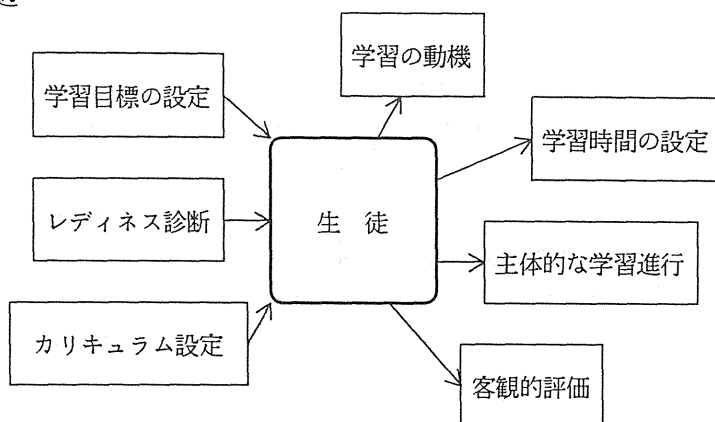 学習の動機
学習目標の設定
学習時間の設定
レディネス診断
生 徒
主体的な学習進行
カリキュラム設定
客観的評価